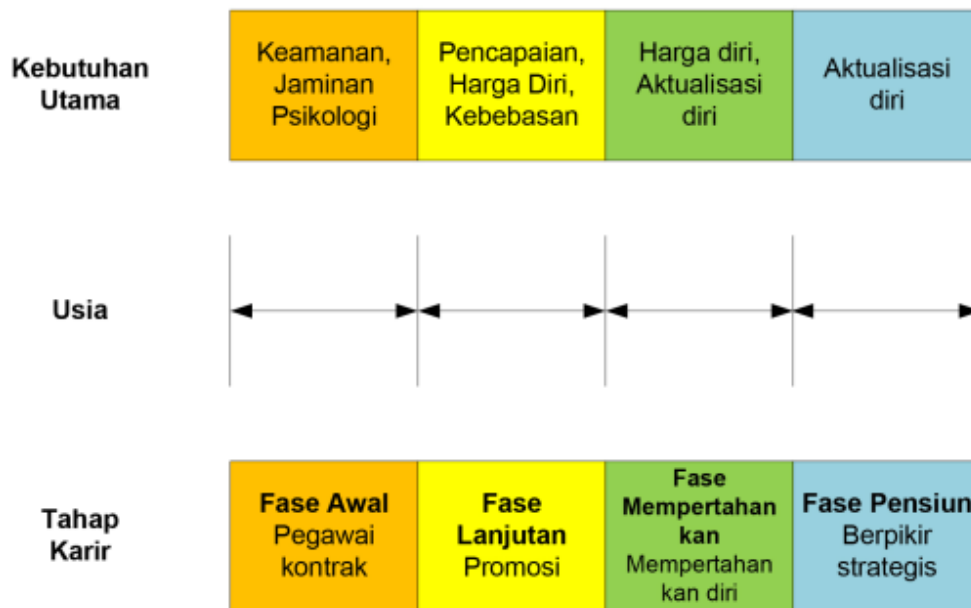 Kebutuhan
Utama
Keamanan,
Jaminan
Psikologi
Pencapaian,
Harga Diri,
Kebebasan
Harga diri,
Aktualisasi
diri
Aktualisasi
diri
Usia
Tahap
Karir
Fase Awal
Pegawai
kontrak
Fase
Lanjutan
Promosi
Fase
Mempertahan
kan
Mempertahan
kan diri
Fase Pensiun
Berpikir
strategis